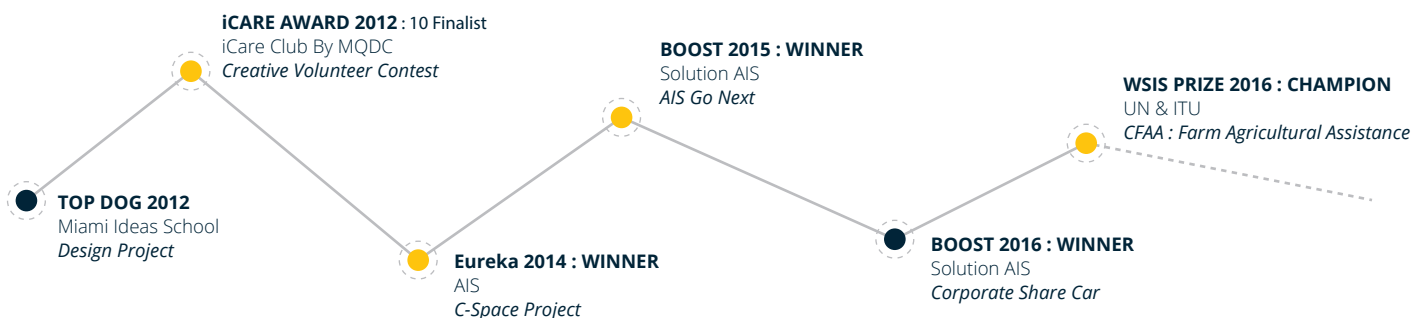 iCARE AWARD 2012 : 10 Finalist
iCare Club By MQDC
Creative Volunteer Contest
BOOST 2015 : WINNER
Solution AIS
AIS Go Next
WSIS PRIZE 2016 : CHAMPION
UN & ITU
CFAA : Farm Agricultural Assistance
TOP DOG 2012
Miami Ideas School
Design Project
Eureka 2014 : WINNER
AIS
C-Space Project
BOOST 2016 : WINNER
Solution AIS
Corporate Share Car